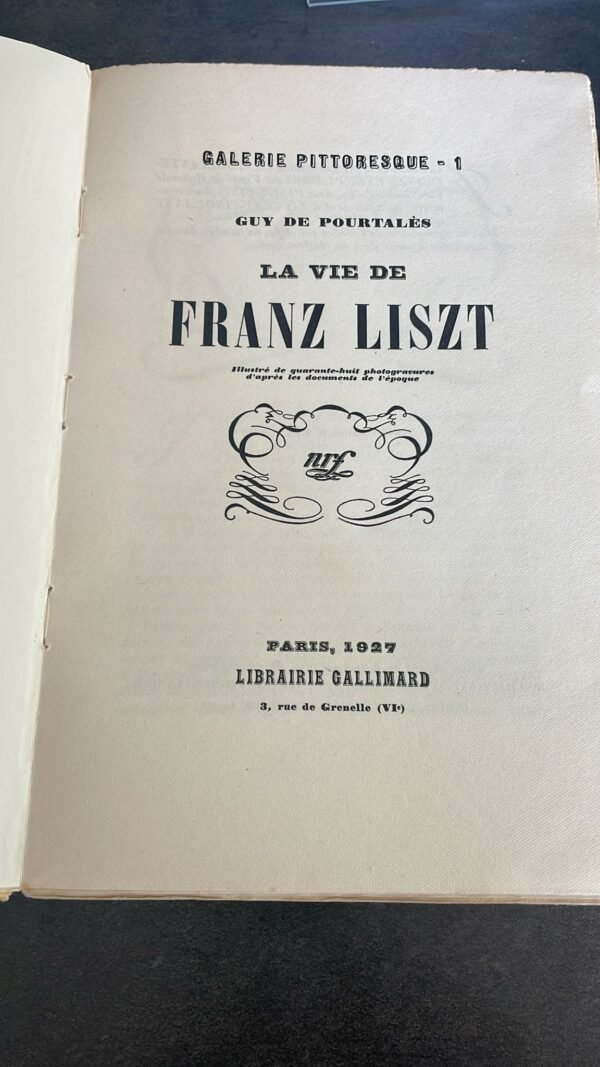 GALERIE PITTORESQUE - 1
GUY DE POURTALÈS
LA VIE DE
FRANZ LISZT
Illustré de quarante-huit photogravures
d'après les documents de l'époque
nrf
PARIS, 1927
LIBRAIRIE GALLIMARD
3, rue de Grenelle (VIe)